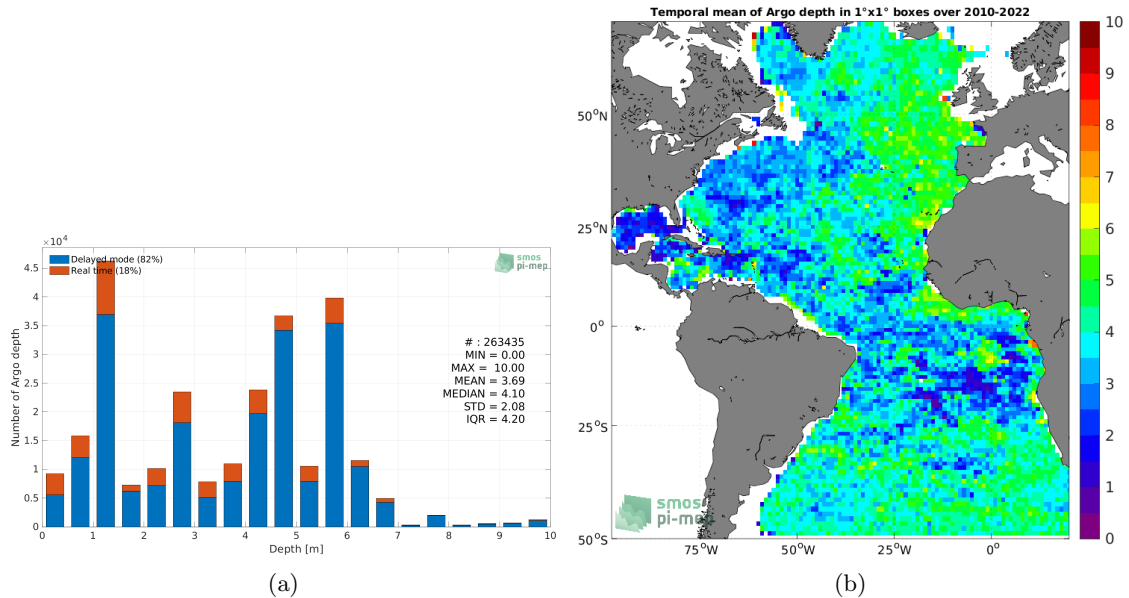 ×10⁴
Delayed mode (82%)
Real time (18%)
smos
pi-mep
4.5
4
3.5
3
2.5
2
1.5
1
0.5
0
Number of Argo depth
# : 263435
MIN = 0.00
MAX = 10.00
MEAN = 3.69
MEDIAN = 4.10
STD = 2.08
IQR = 4.20
0 1 2 3 4 5 6 7 8 9 10
Depth [m]
(a)
Temporal mean of Argo depth in 1°x1° boxes over 2010-2022
50°N
25°N
0°
25°S
50°S
75°W 50°W 25°W 0°
smos
pi-mep
10
9
8
7
6
5
4
3
2
1
0
(b)